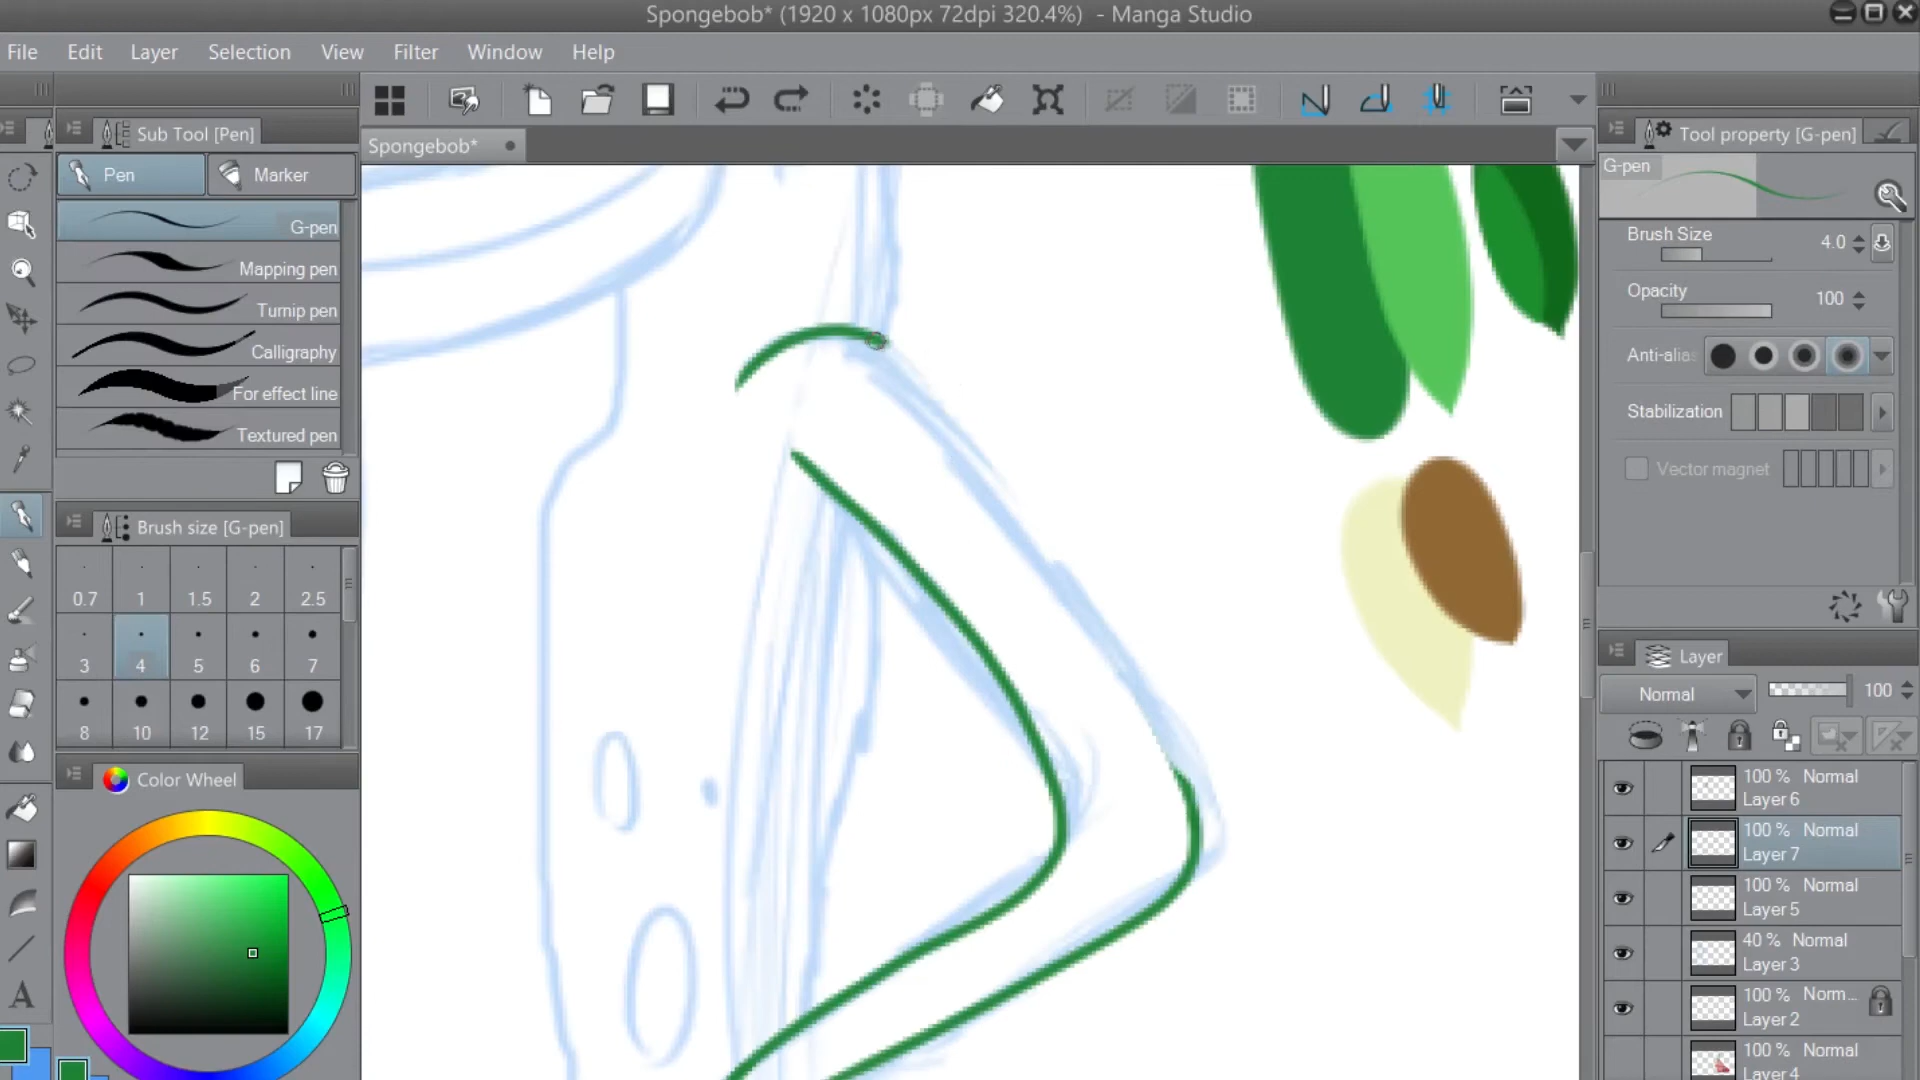 Spongebob* (1920 x 1080px 72dpi 320.4%) - Manga Studio
File Edit Layer Selection View Filter Window Help
Sub Tool [Pen]
Pen
Marker
G-pen
Mapping pen
Turnip pen
Calligraphy
For effect line
Textured pen
Brush size [G-pen]
0.7 1 1.5 2 2.5
3 4 5 6 7
8 10 12 15 17
Color Wheel
A
Spongebob*
Tool property [G-pen]
G-pen
Brush Size 4.0
Opacity 100
Anti-alia
Stabilization
Vector magnet
Layer
Normal 100
100 % Normal
Layer 6
100 % Normal
Layer 7
100 % Normal
Layer 5
40 % Normal
Layer 3
100 % Norm...
Layer 2
100 % Normal
Layer 4